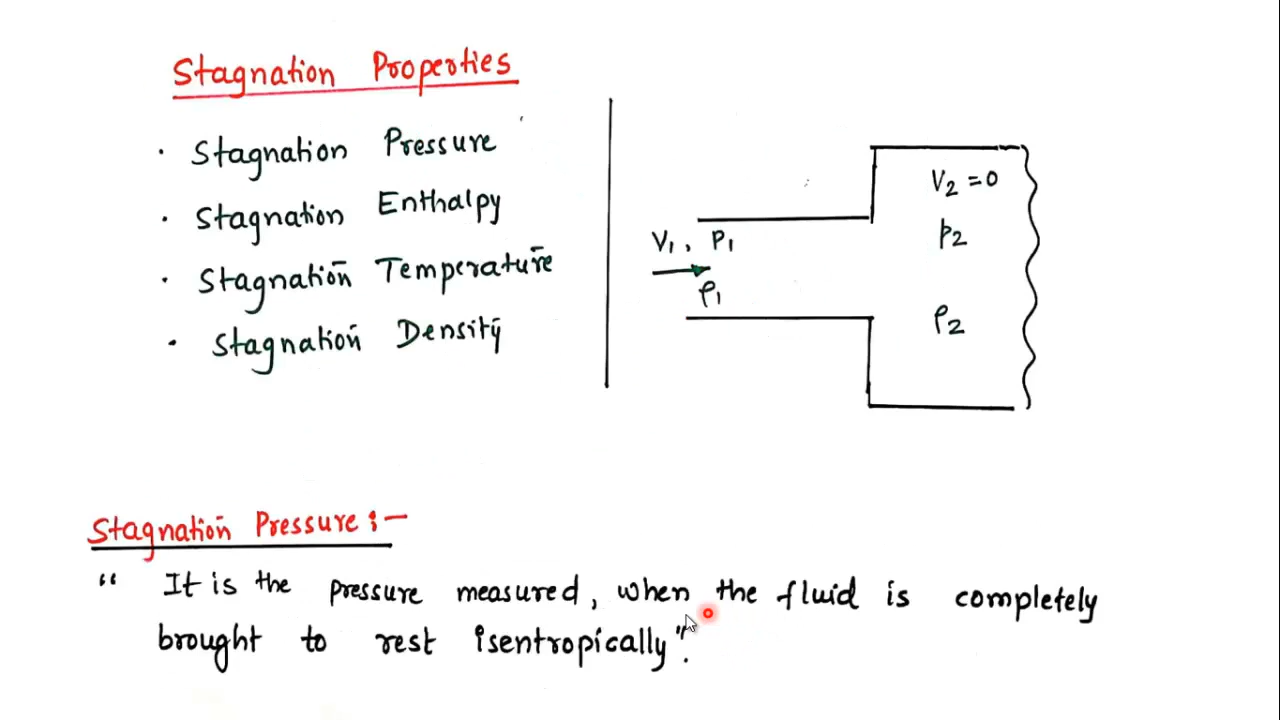 Stagnation Properties
· Stagnation Pressure
· Stagnation Enthalpy
· Stagnation Temperature
· Stagnation Density
V₂ = 0
p₂
V₁, P₁
ρ₁
ρ₂
Stagnation Pressure :-
“ It is the pressure measured, when the fluid is completely
brought to rest isentropically”.